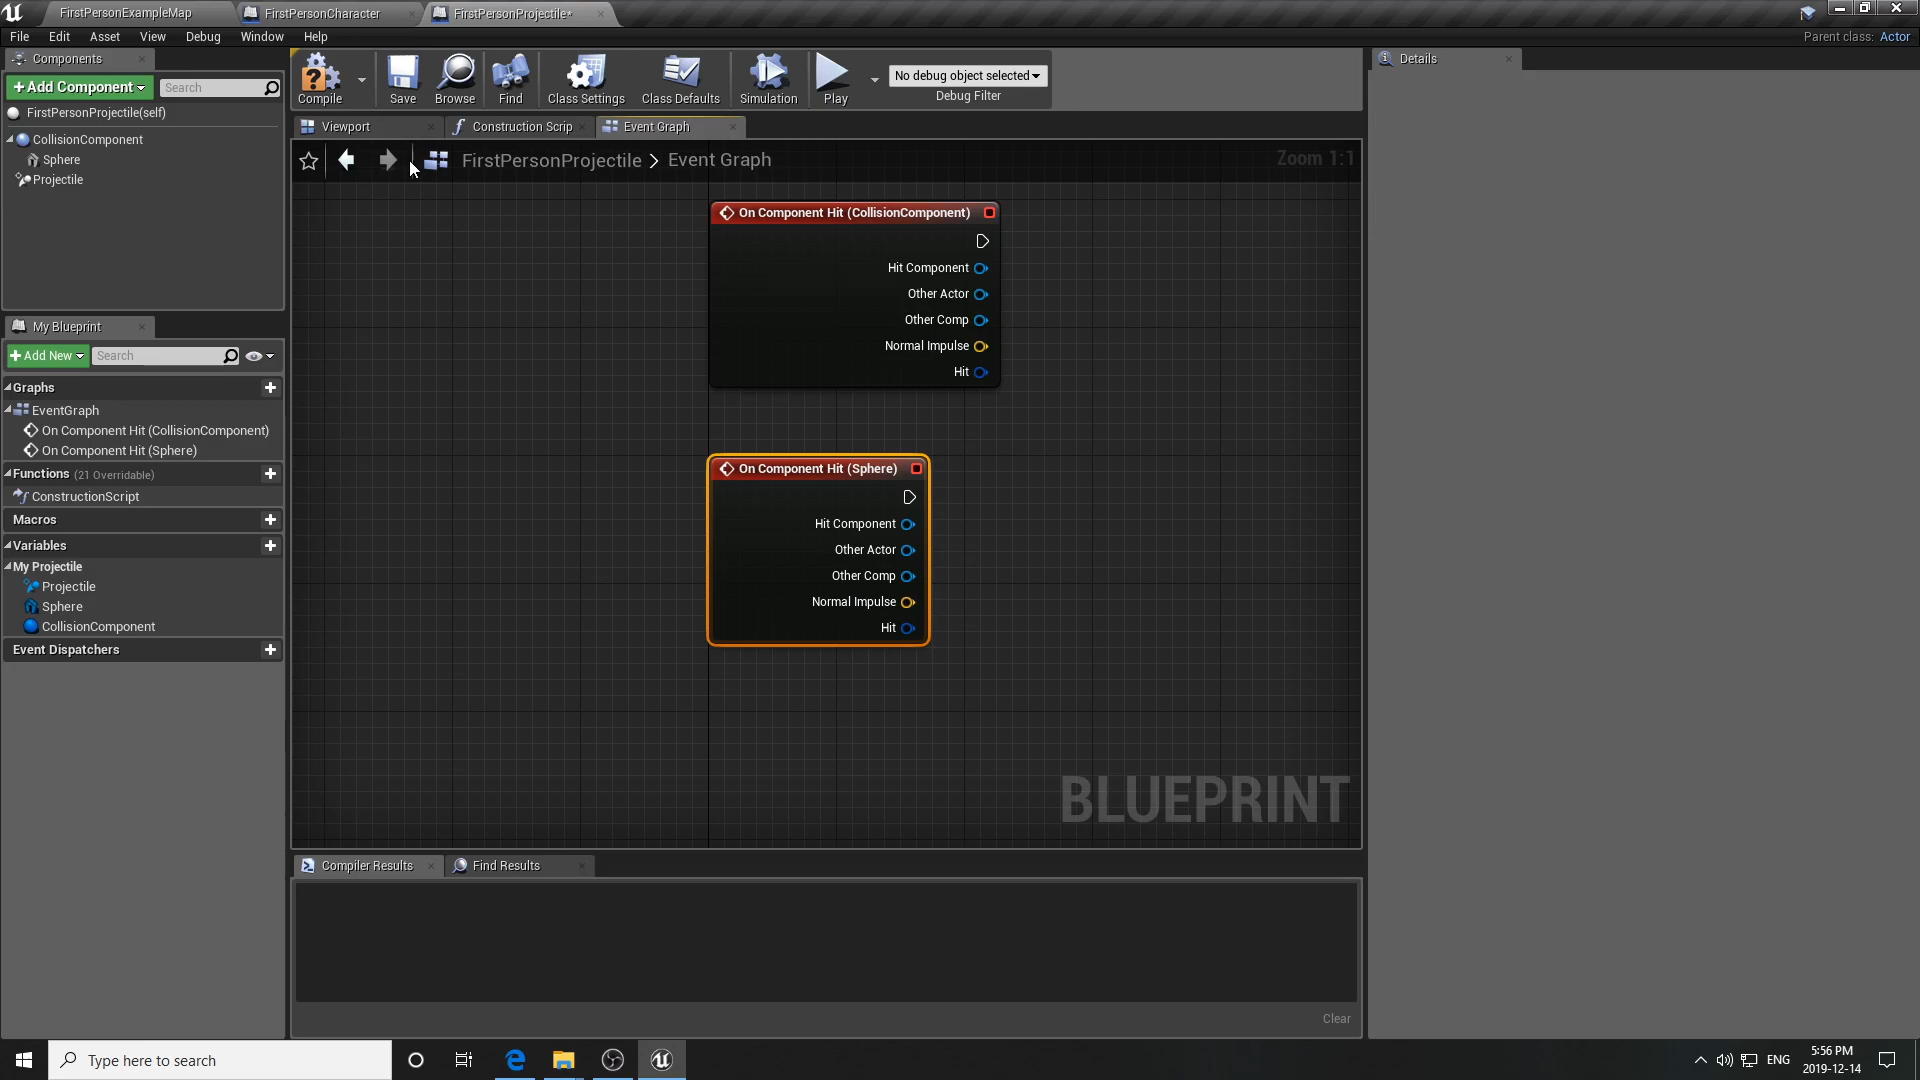 FirstPersonExampleMap
FirstPersonCharacter
FirstPersonProjectile*
File Edit Asset View Debug Window Help
Parent class: Actor
Components
+ Add Component
Search
FirstPersonProjectile(self)
CollisionComponent
Sphere
Projectile
Compile
Save
Browse
Find
Class Settings
Class Defaults
Simulation
Play
No debug object selected
Debug Filter
Details
Viewport
Construction Scrip
Event Graph
FirstPersonProjectile > Event Graph
Zoom 1:1
On Component Hit (CollisionComponent)
Hit Component
Other Actor
Other Comp
Normal Impulse
Hit
On Component Hit (Sphere)
Hit Component
Other Actor
Other Comp
Normal Impulse
Hit
BLUEPRINT
My Blueprint
+ Add New
Search
Graphs
EventGraph
On Component Hit (CollisionComponent)
On Component Hit (Sphere)
Functions (21 Overridable)
ConstructionScript
Macros
Variables
My Projectile
Projectile
Sphere
CollisionComponent
Event Dispatchers
Compiler Results
Find Results
Clear
Type here to search
ENG
5:56 PM
2019-12-14